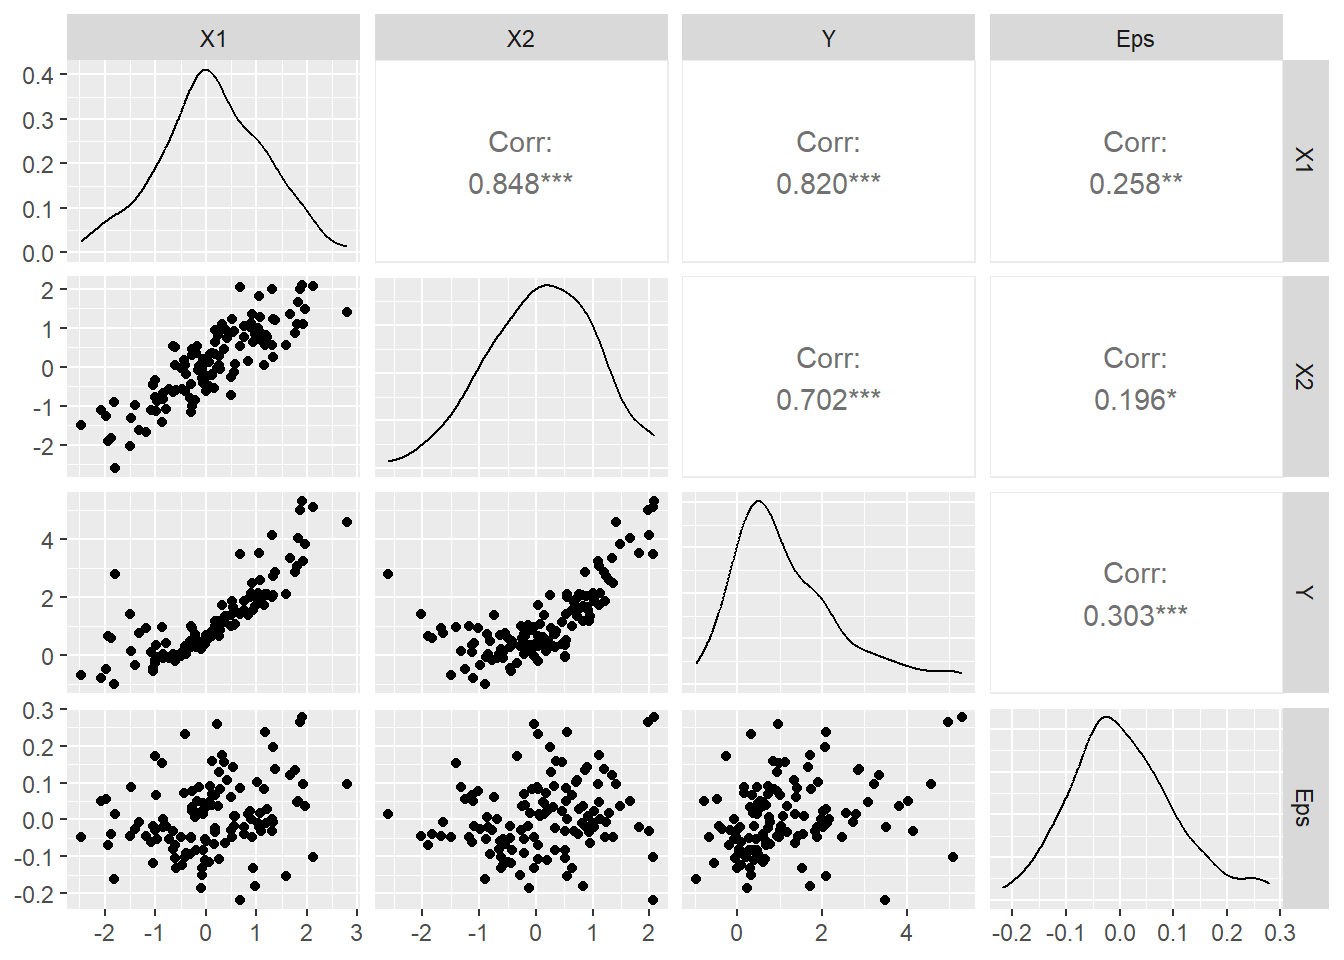 X1 X2 Y Eps
0.4
0.3
0.2
0.1
0.0
Corr:
0.848***
Corr:
0.820***
Corr:
0.258**
X1
2
1
0
-1
-2
Corr:
0.702***
Corr:
0.196*
X2
4
2
0
Corr:
0.303***
Y
0.3
0.2
0.1
0.0
-0.1
-0.2
Eps
-2 -1 0 1 2 3
-2 -1 0 1 2
0 2 4
-0.2 -0.1 0.0 0.1 0.2 0.3